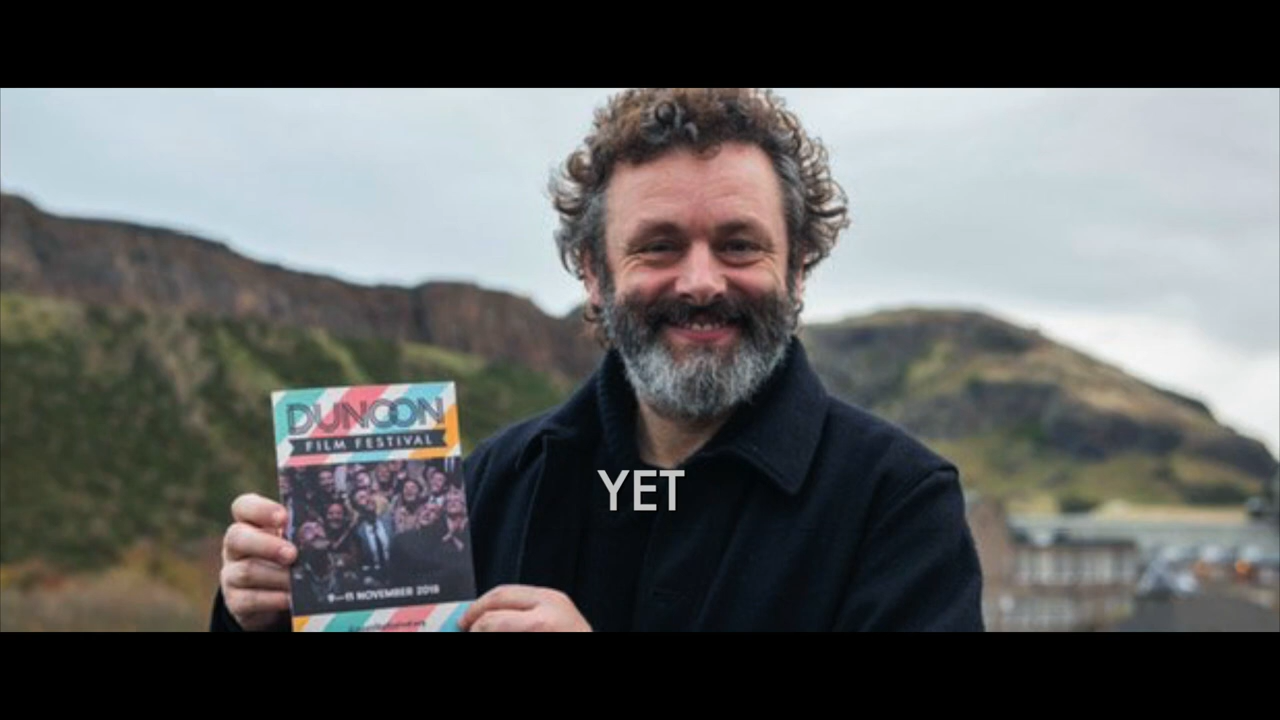 DUNOON
FILM FESTIVAL
9—11 NOVEMBER 2018
YET